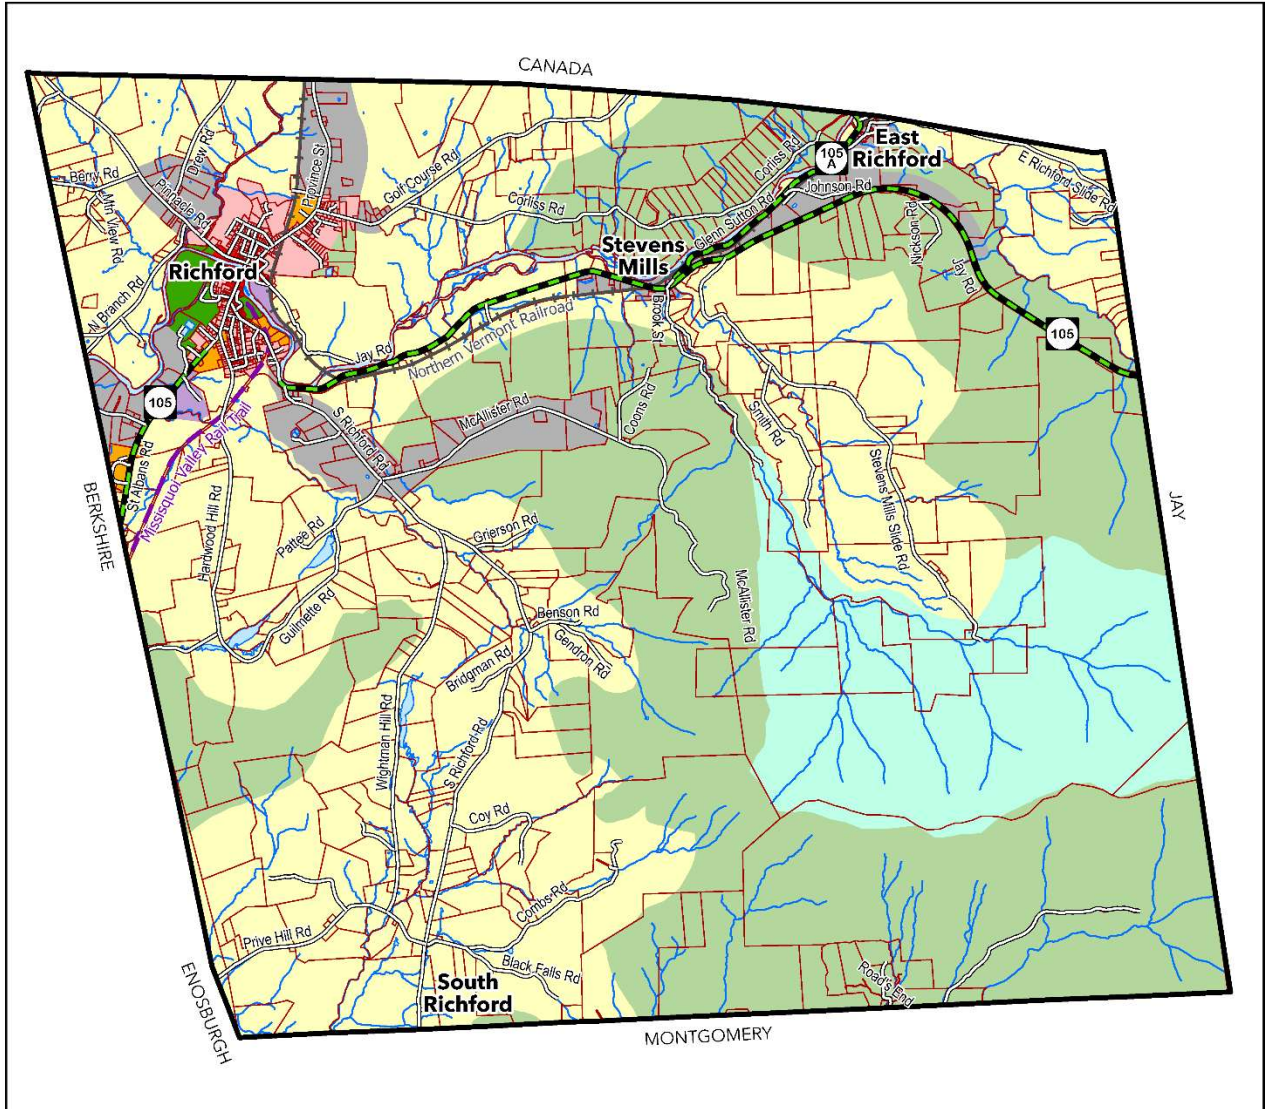 CANADA
East
Richford
105
A
E Richford Slide Rd
Corliss Rd
Johnson Rd
Drew Rd
Province St
Berry Rd
Pinnacle Rd
Golf Course Rd
Mtn View Rd
Corliss Rd
Glenn Sutton Rd
Nickson Rd
Stevens
Mills
Richford
Jay Rd
N Branch Rd
Brook St
Northern Vermont Railroad
105
Jay Rd
105
S Richford Rd
McAllister Rd
Coons Rd
Smith Rd
Missisquoi Valley Rail Trail
St Albans Rd
Stevens Mills Slide Rd
JAY
BERKSHIRE
Hardwood Hill Rd
Pattee Rd
Grierson Rd
McAllister Rd
Guilmette Rd
Benson Rd
Gendron Rd
Bridgman Rd
Wightman Hill Rd
S Richford Rd
Coy Rd
Combs Rd
Prive Hill Rd
Black Falls Rd
Road's End
South
Richford
ENOSBURGH
MONTGOMERY